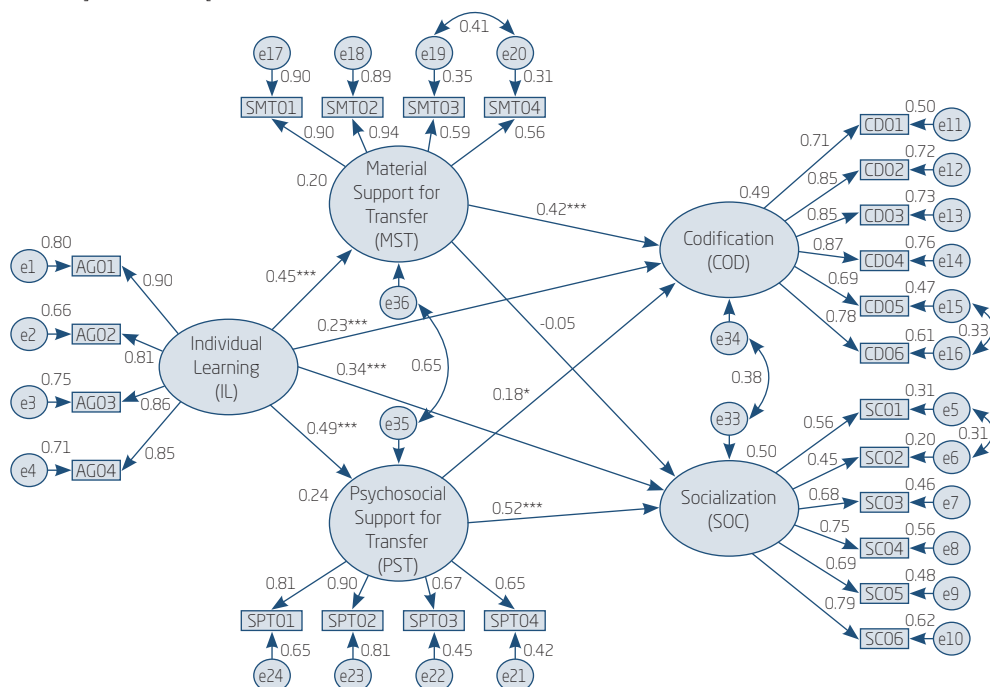 0.41
e17 e18 e19 e20
0.90 0.89 0.35 0.31
SMT01 SMT02 SMT03 SMT04
0.90 0.94 0.59 0.56
Material
Support for
Transfer
(MST)
0.20
0.80
e1 AG01
0.90
0.66
e2 AG02
0.81
0.75
e3 AG03
0.86
0.71
e4 AG04
0.85
Individual
Learning
(IL)
0.45***
0.23***
0.34***
0.49***
e36
0.65
e35
0.42***
-0.05
0.18*
0.52***
0.24
Psychosocial
Support for
Transfer
(PST)
0.81 0.90 0.67 0.65
SPT01 SPT02 SPT03 SPT04
0.65 0.81 0.45 0.42
e24 e23 e22 e21
0.49
Codification
(COD)
e34
0.38
e33
0.50
Socialization
(SOC)
0.71
CD01
0.50
e11
0.85
CD02
0.72
e12
0.85
CD03
0.73
e13
0.87
CD04
0.76
e14
0.69
CD05
0.47
e15
0.78
CD06
0.61
e16
0.33
0.56
SC01
0.31
e5
0.45
SC02
0.20
e6
0.31
0.68
SC03
0.46
e7
0.75
SC04
0.56
e8
0.69
SC05
0.48
e9
0.79
SC06
0.62
e10